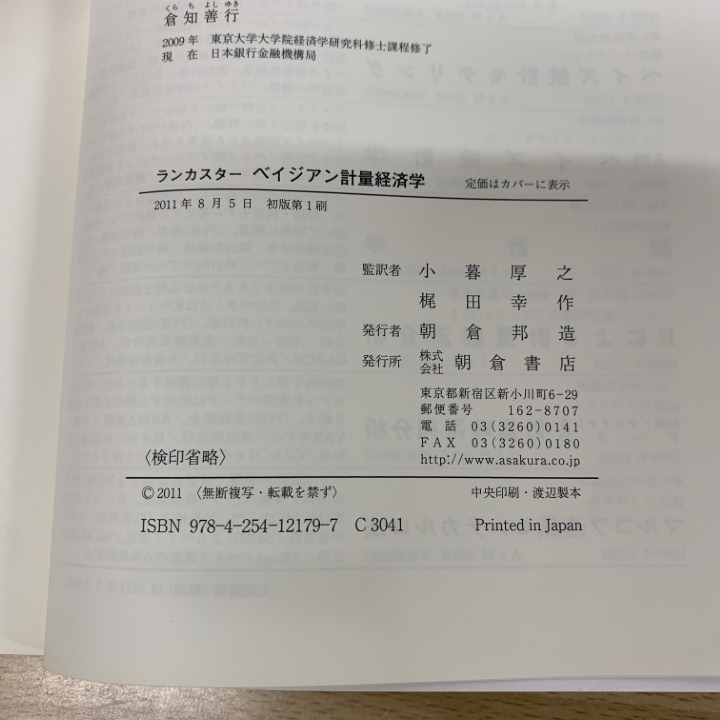 くら ち よし ゆき
倉知善行
2009年 東京大学大学院経済学研究科修士課程修了
現 在 日本銀行金融機構局
ランカスター ベイジアン計量経済学 定価はカバーに表示
2011年8月5日 初版第1刷
監訳者 小暮厚之
梶田幸作
発行者 朝倉邦造
発行所 株式会社 朝倉書店
東京都新宿区新小川町6-29
郵便番号 162-8707
電話 03(3260)0141
FAX 03(3260)0180
http://www.asakura.co.jp
〈検印省略〉
©2011 〈無断複写・転載を禁ず〉 中央印刷・渡辺製本
ISBN 978-4-254-12179-7 C3041 Printed in Japan